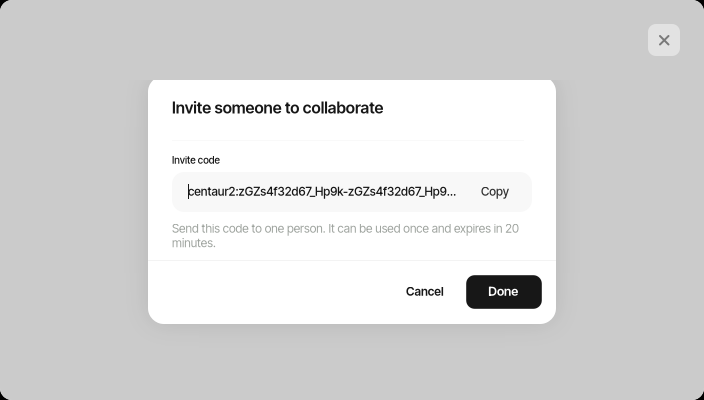 Invite someone to collaborate
Invite code
centaur2:zGZs4f32d67_Hp9k-zGZs4f32d67_Hp9...
Copy
Send this code to one person. It can be used once and expires in 20
minutes.
Cancel
Done